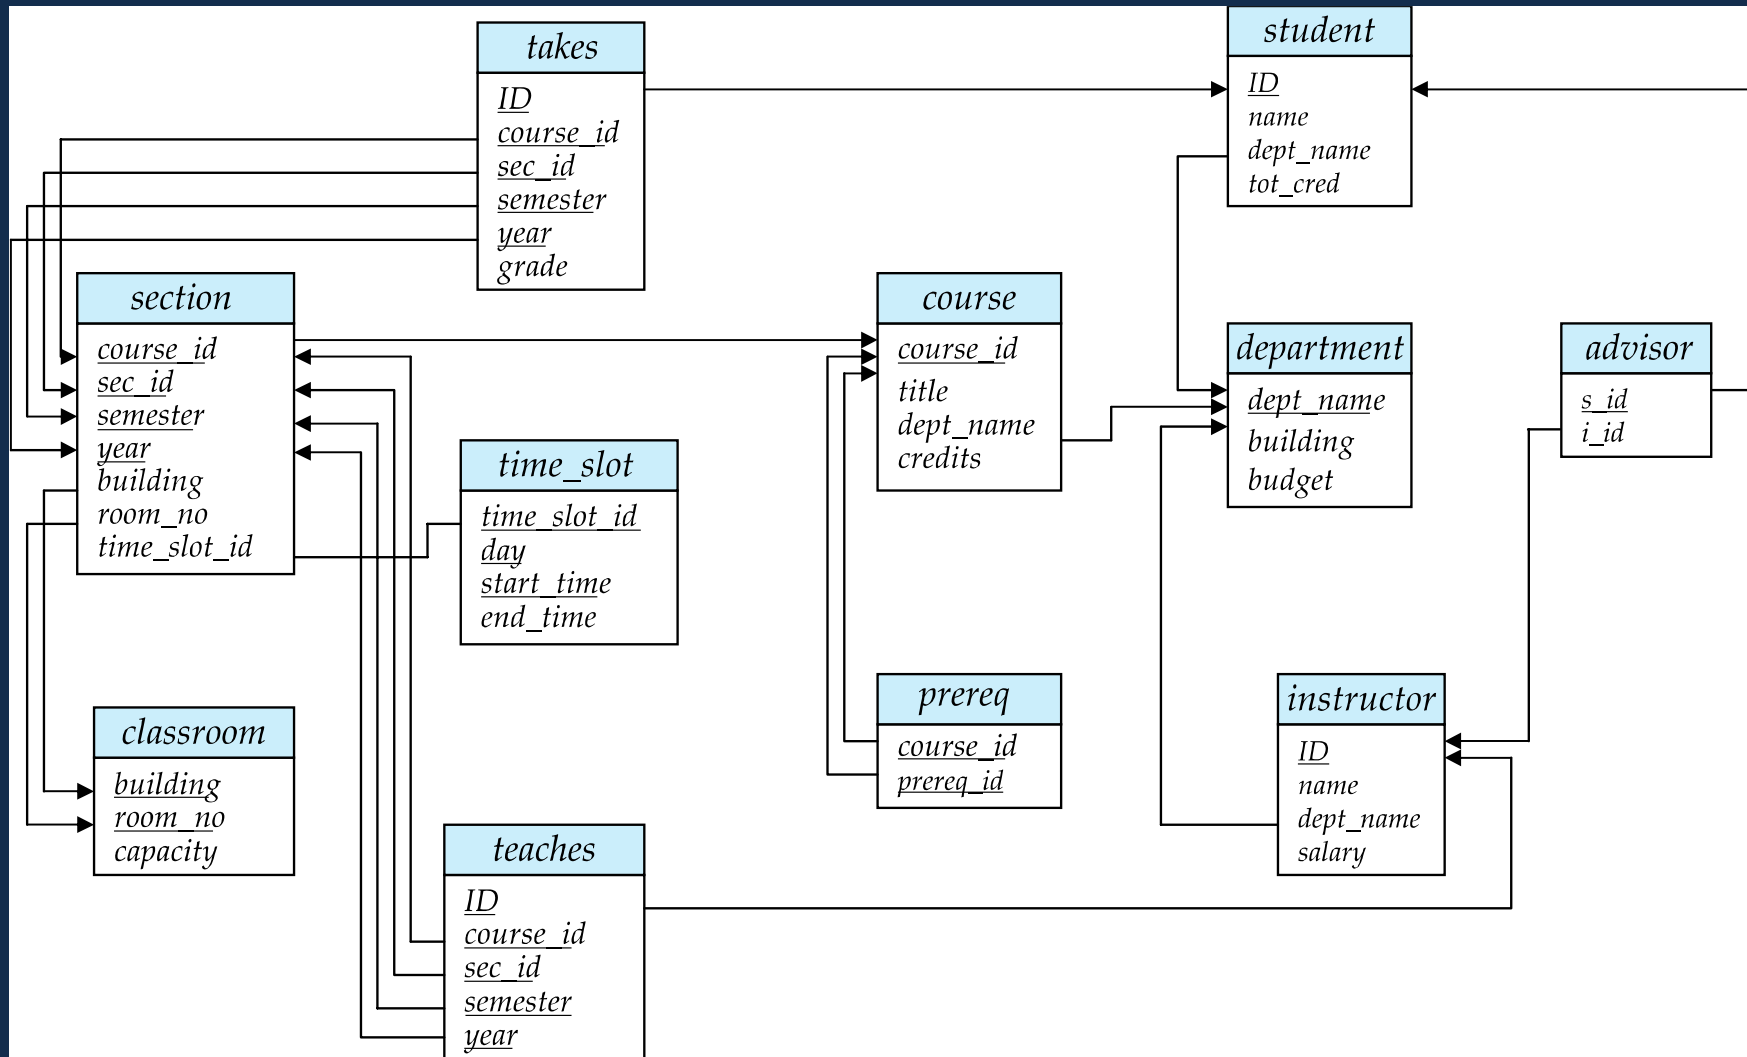 takes
ID
course_id
sec_id
semester
year
grade
student
ID
name
dept_name
tot_cred
section
course_id
sec_id
semester
year
building
room_no
time_slot_id
course
course_id
title
dept_name
credits
department
dept_name
building
budget
advisor
s_id
i_id
time_slot
time_slot_id
day
start_time
end_time
prereq
course_id
prereq_id
instructor
ID
name
dept_name
salary
classroom
building
room_no
capacity
teaches
ID
course_id
sec_id
semester
year